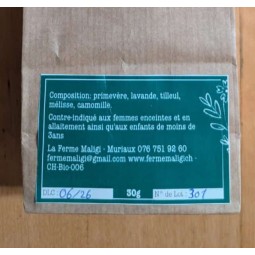 Composition: primevère, lavande, tilleul,
mélisse, camomille.
Contre-indiqué aux femmes enceintes et en
allaitement ainsi qu'aux enfants de moins de
3ans
La Ferme Maligi - Muriaux 076 751 92 60
fermemaligi@gmail.com - www.fermemaligi.ch -
CH-Bio-006
DLC: 06/26 30g N° de Lot: 301